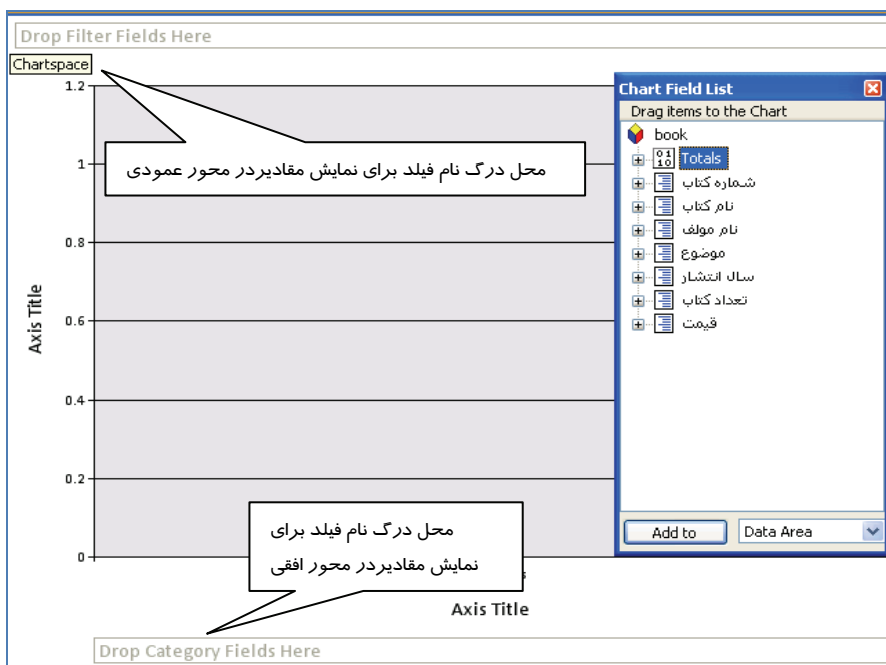 Drop Filter Fields Here
Chartspace
1.2
1
0.8
0.6
0.4
0.2
0
Axis Title
محل درگ نام فیلد برای نمایش مقادیردر محور عمودی
محل درگ نام فیلد برای
نمایش مقادیردر محور افقی
Axis Title
Drop Category Fields Here
Chart Field List
Drag items to the Chart
book
Totals
شماره کتاب
نام کتاب
نام مولف
موضوع
سال انتشار
تعداد کتاب
قیمت
Add to
Data Area